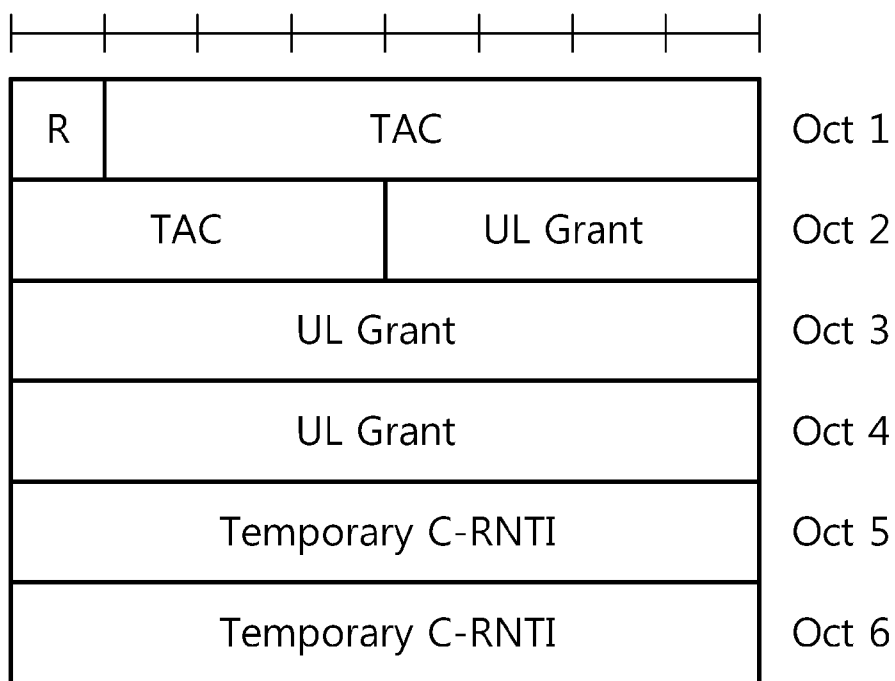 R TAC Oct 1
TAC UL Grant Oct 2
UL Grant Oct 3
UL Grant Oct 4
Temporary C-RNTI Oct 5
Temporary C-RNTI Oct 6